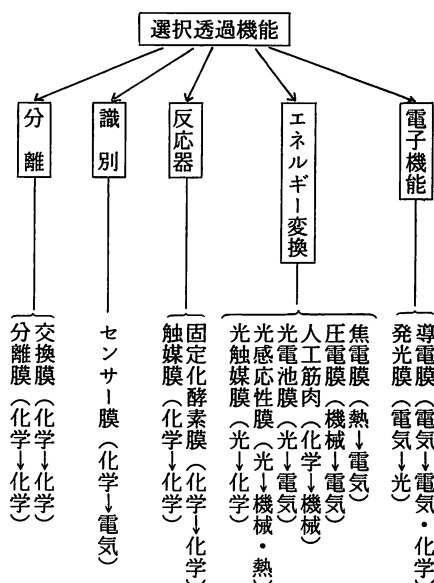 選択透過機能
分離
識別
反応器
エネルギー変換
電子機能
交換膜(化学→化学)
分離膜(化学→化学)
センサー膜(化学→電気)
固定化酵素膜(化学→化学)
触媒膜(化学→化学)
焦電膜(熱→電気)
圧電膜(機械→電気)
人工筋肉(化学→機械)
光電池膜(光→電気)
光感応性膜(光→機械・熱)
光触媒膜(光→化学)
導電膜(電気→電気・化学)
発光膜(電気→光)